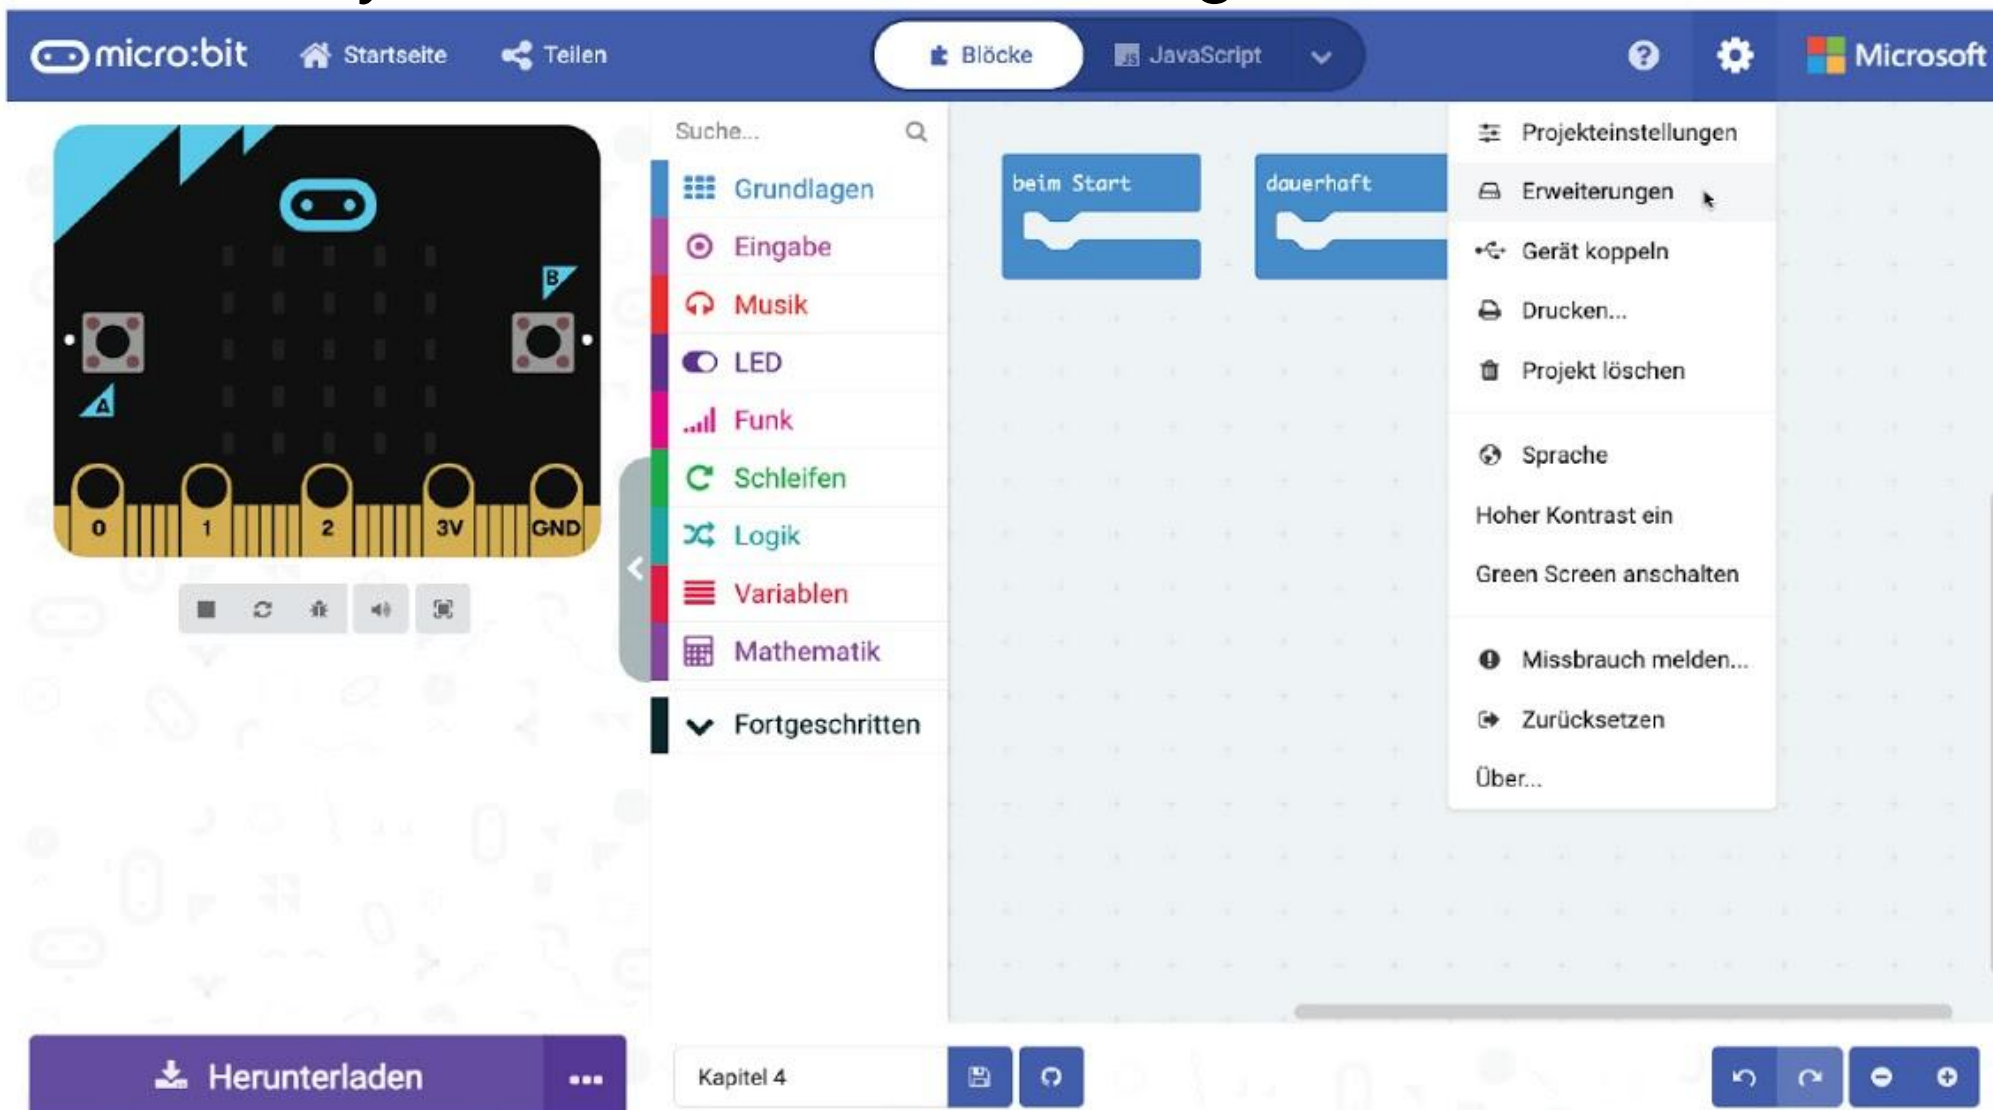 micro:bit
Startseite
Teilen
Blöcke
JS JavaScript
Microsoft
B
A
0 1 2 3V GND
Suche...
Grundlagen
Eingabe
Musik
LED
Funk
Schleifen
Logik
Variablen
Mathematik
Fortgeschritten
beim Start
dauerhaft
Projekteinstellungen
Erweiterungen
Gerät koppeln
Drucken...
Projekt löschen
Sprache
Hoher Kontrast ein
Green Screen anschalten
Missbrauch melden...
Zurücksetzen
Über...
Herunterladen
Kapitel 4